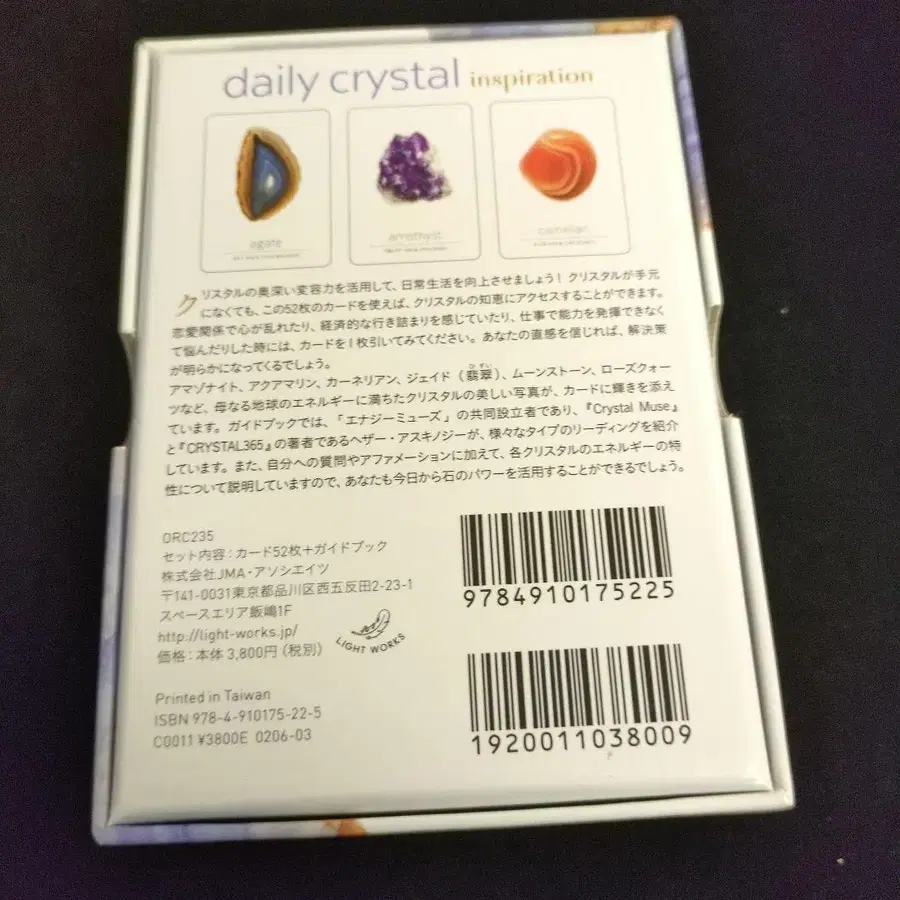 daily crystal inspiration
agate
amethyst
carnelian
クリスタルの奥深い変容力を活用して、日常生活を向上させましょう！クリスタルが手元
になくても、この52枚のカードを使えば、クリスタルの知恵にアクセスすることができます。
恋愛関係で心が乱れたり、経済的な行き詰まりを感じていたり、仕事で能力を発揮できなく
て悩んだりした時には、カードを1枚引いてみてください。あなたの直感を信じれば、解決策
が明らかになってくるでしょう。
アマゾナイト、アクアマリン、カーネリアン、ジェイド（翡翠）、ムーンストーン、ローズクォー
ツなど、母なる地球のエネルギーに満ちたクリスタルの美しい写真が、カードに輝きを添え
ています。ガイドブックでは、「エナジーミューズ」の共同設立者であり、『Crystal Muse』
と『CRYSTAL365』の著者であるヘザー・アスキノジーが、様々なタイプのリーディングを紹介
しています。また、自分への質問やアファメーションに加えて、各クリスタルのエネルギーの特
性について説明していますので、あなたも今日から石のパワーを活用することができるでしょう。
ORC235
セット内容：カード52枚＋ガイドブック
株式会社JMA・アソシエイツ
〒141-0031東京都品川区西五反田2-23-1
スペースエリア飯嶋1F
http://light-works.jp/
価格：本体 3,800円（税別）
LIGHT WORKS
Printed in Taiwan
ISBN 978-4-910175-22-5
C0011 ¥3800E 0206-03
9784910175225
1920011038009